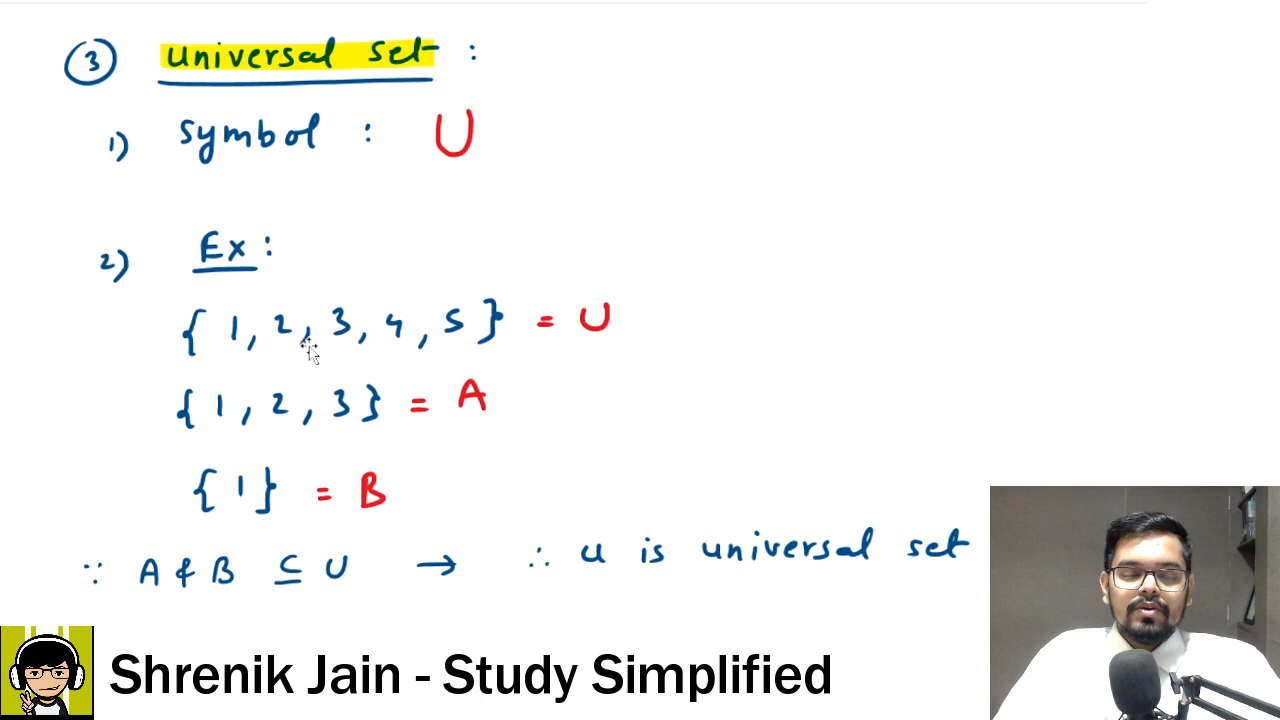 3 universal set :
1) symbol : U
2) Ex :
{ 1, 2, 3, 4, 5 } = U
{ 1, 2, 3 } = A
{ 1 } = B
∵ A & B ⊆ U → ∴ u is universal set
Shrenik Jain - Study Simplified